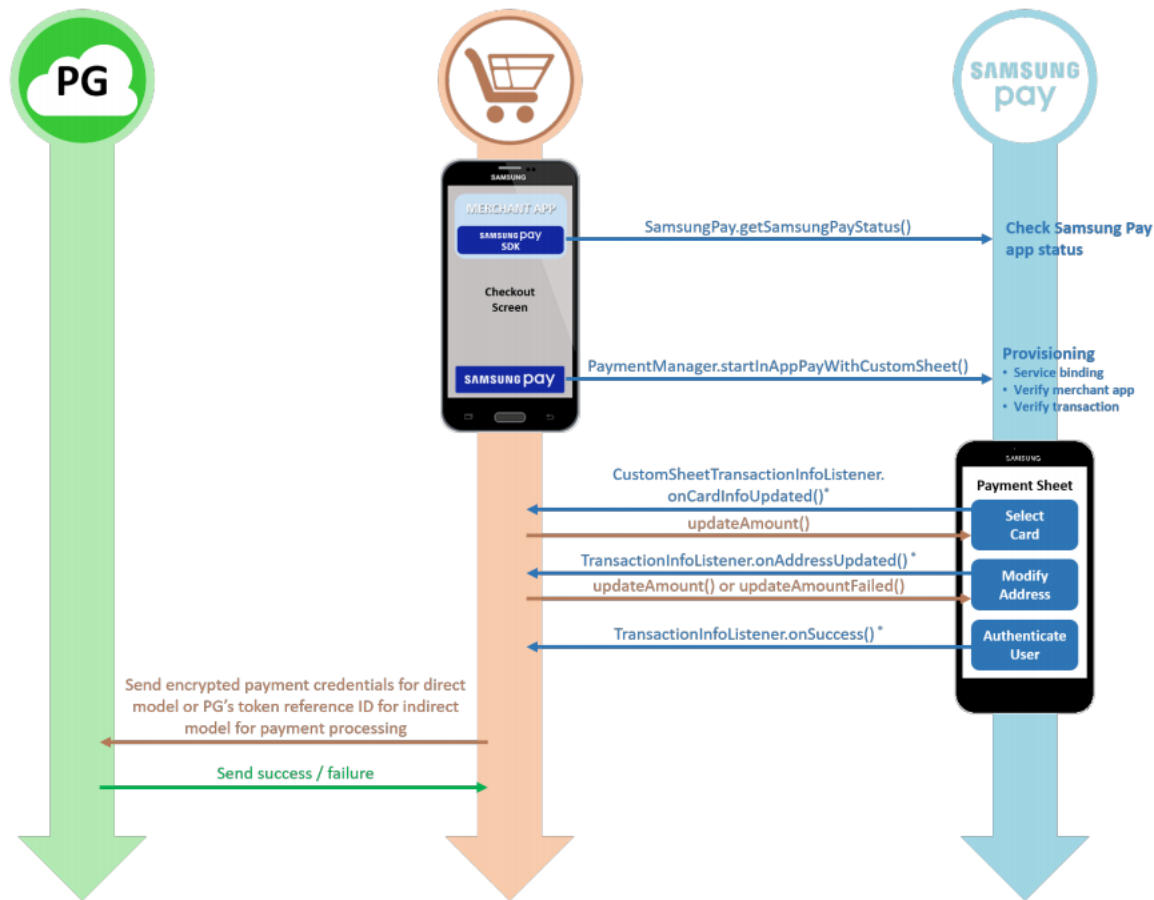 PG
SAMSUNG
pay
SAMSUNG
MERCHANT APP
SAMSUNG pay
SDK
Checkout
Screen
SAMSUNG pay
SamsungPay.getSamsungPayStatus()
Check Samsung Pay
app status
PaymentManager.startInAppPayWithCustomSheet()
Provisioning
• Service binding
• Verify merchant app
• Verify transaction
SAMSUNG
Payment Sheet
CustomSheetTransactionInfoListener.
onCardInfoUpdated()*
Select
Card
updateAmount()
TransactionInfoListener.onAddressUpdated()*
Modify
Address
updateAmount() or updateAmountFailed()
TransactionInfoListener.onSuccess()*
Authenticate
User
Send encrypted payment credentials for direct
model or PG's token reference ID for indirect
model for payment processing
Send success / failure